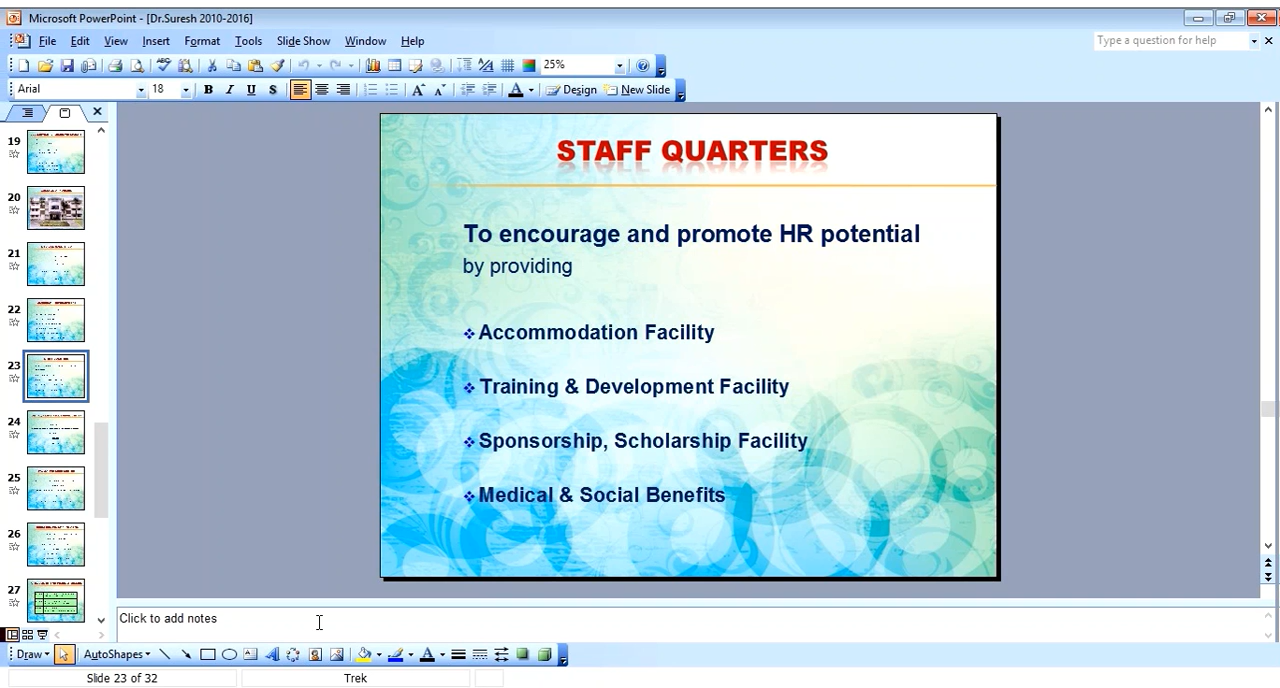 Microsoft PowerPoint - [Dr.Suresh 2010-2016]
File Edit View Insert Format Tools Slide Show Window Help
Type a question for help
25%
Arial 18 B I U S A A A Design New Slide
19
20
21
22
23
24
25
26
27
STAFF QUARTERS
To encourage and promote HR potential
by providing
❖Accommodation Facility
❖Training & Development Facility
❖Sponsorship, Scholarship Facility
❖Medical & Social Benefits
Click to add notes
Draw AutoShapes
Slide 23 of 32 Trek